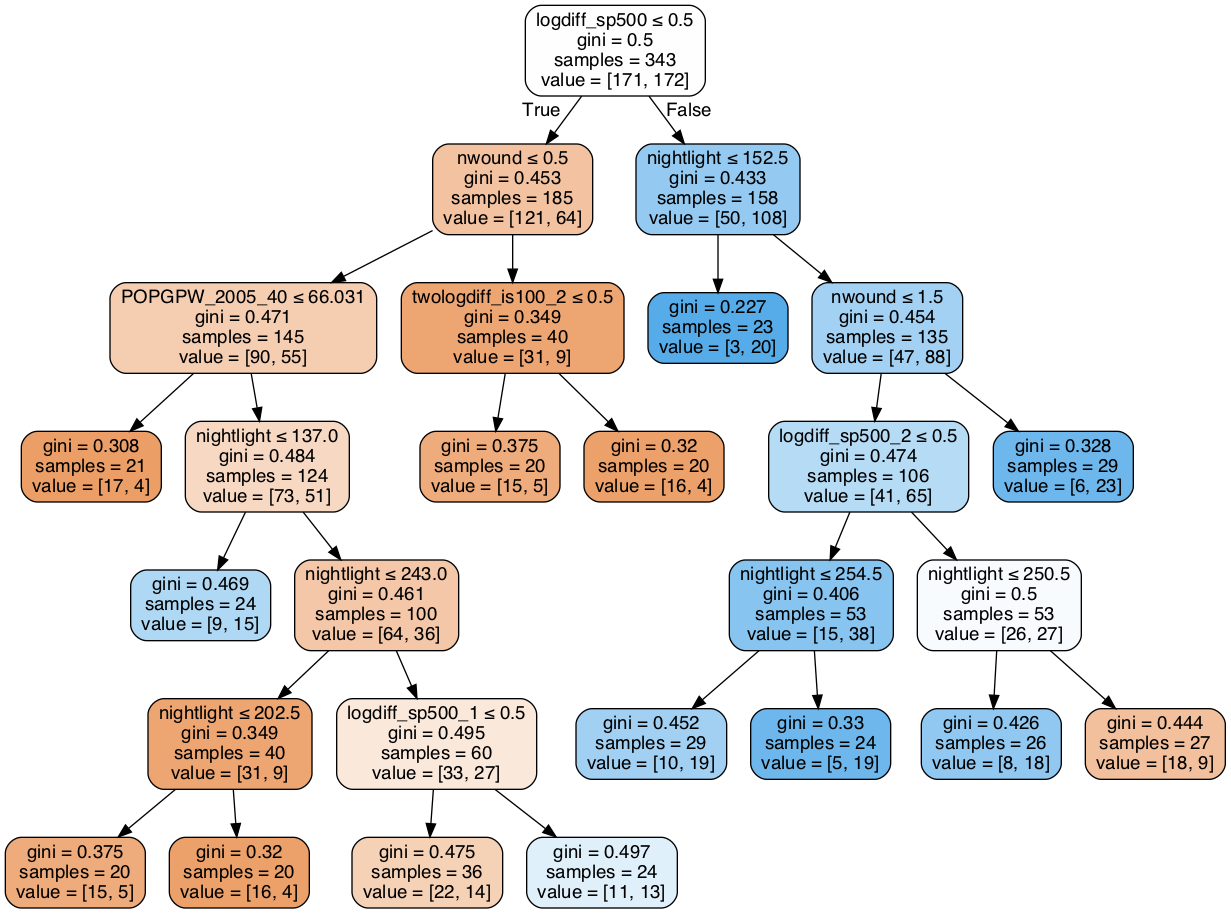 logdiff_sp500 ≤ 0.5
gini = 0.5
samples = 343
value = [171, 172]
True
False
nwound ≤ 0.5
gini = 0.453
samples = 185
value = [121, 64]
nightlight ≤ 152.5
gini = 0.433
samples = 158
value = [50, 108]
POPGPW_2005_40 ≤ 66.031
gini = 0.471
samples = 145
value = [90, 55]
twologdiff_is100_2 ≤ 0.5
gini = 0.349
samples = 40
value = [31, 9]
gini = 0.227
samples = 23
value = [3, 20]
nwound ≤ 1.5
gini = 0.454
samples = 135
value = [47, 88]
gini = 0.308
samples = 21
value = [17, 4]
nightlight ≤ 137.0
gini = 0.484
samples = 124
value = [73, 51]
gini = 0.375
samples = 20
value = [15, 5]
gini = 0.32
samples = 20
value = [16, 4]
logdiff_sp500_2 ≤ 0.5
gini = 0.474
samples = 106
value = [41, 65]
gini = 0.328
samples = 29
value = [6, 23]
gini = 0.469
samples = 24
value = [9, 15]
nightlight ≤ 243.0
gini = 0.461
samples = 100
value = [64, 36]
nightlight ≤ 254.5
gini = 0.406
samples = 53
value = [15, 38]
nightlight ≤ 250.5
gini = 0.5
samples = 53
value = [26, 27]
nightlight ≤ 202.5
gini = 0.349
samples = 40
value = [31, 9]
logdiff_sp500_1 ≤ 0.5
gini = 0.495
samples = 60
value = [33, 27]
gini = 0.452
samples = 29
value = [10, 19]
gini = 0.33
samples = 24
value = [5, 19]
gini = 0.426
samples = 26
value = [8, 18]
gini = 0.444
samples = 27
value = [18, 9]
gini = 0.375
samples = 20
value = [15, 5]
gini = 0.32
samples = 20
value = [16, 4]
gini = 0.475
samples = 36
value = [22, 14]
gini = 0.497
samples = 24
value = [11, 13]